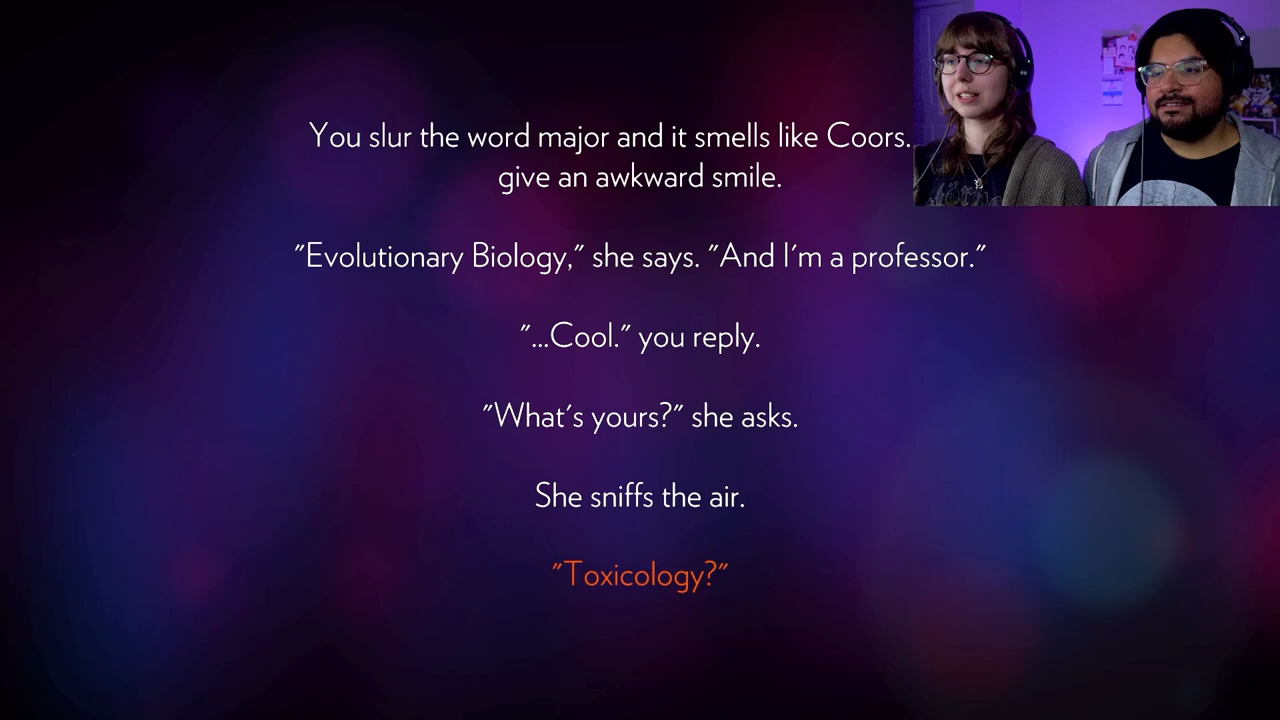 You slur the word major and it smells like Coors.
give an awkward smile.
"Evolutionary Biology," she says. "And I'm a professor."
"...Cool." you reply.
"What's yours?" she asks.
She sniffs the air.
"Toxicology?"